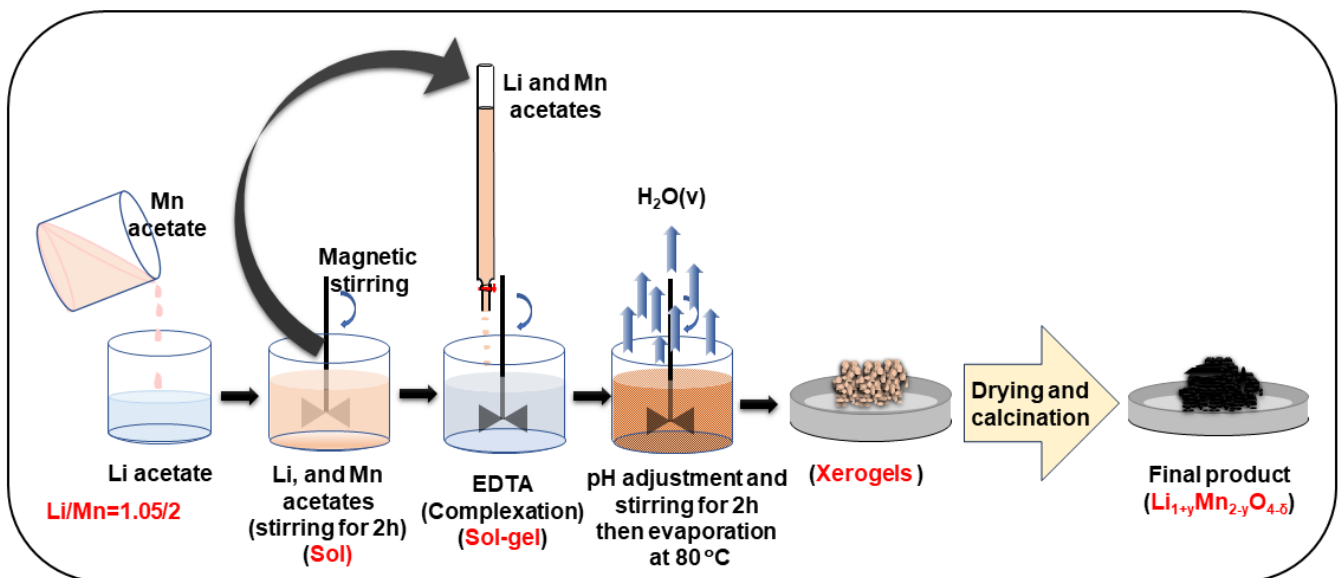 Mn
acetate
Li acetate
Li/Mn=1.05/2
Magnetic
stirring
Li, and Mn
acetates
(stirring for 2h)
(Sol)
Li and Mn
acetates
EDTA
(Complexation)
(Sol-gel)
H₂O(v)
pH adjustment and
stirring for 2h
then evaporation
at 80 °C
(Xerogels)
Drying and
calcination
Final product
(Li₁₊yMn₂₋yO₄₋δ)